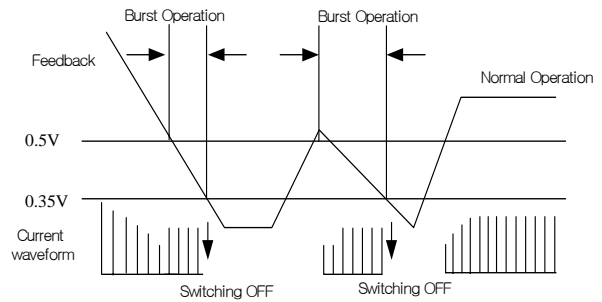 Burst Operation
Burst Operation
Feedback
Normal Operation
0.5V
0.35V
Current
waveform
Switching OFF
Switching OFF